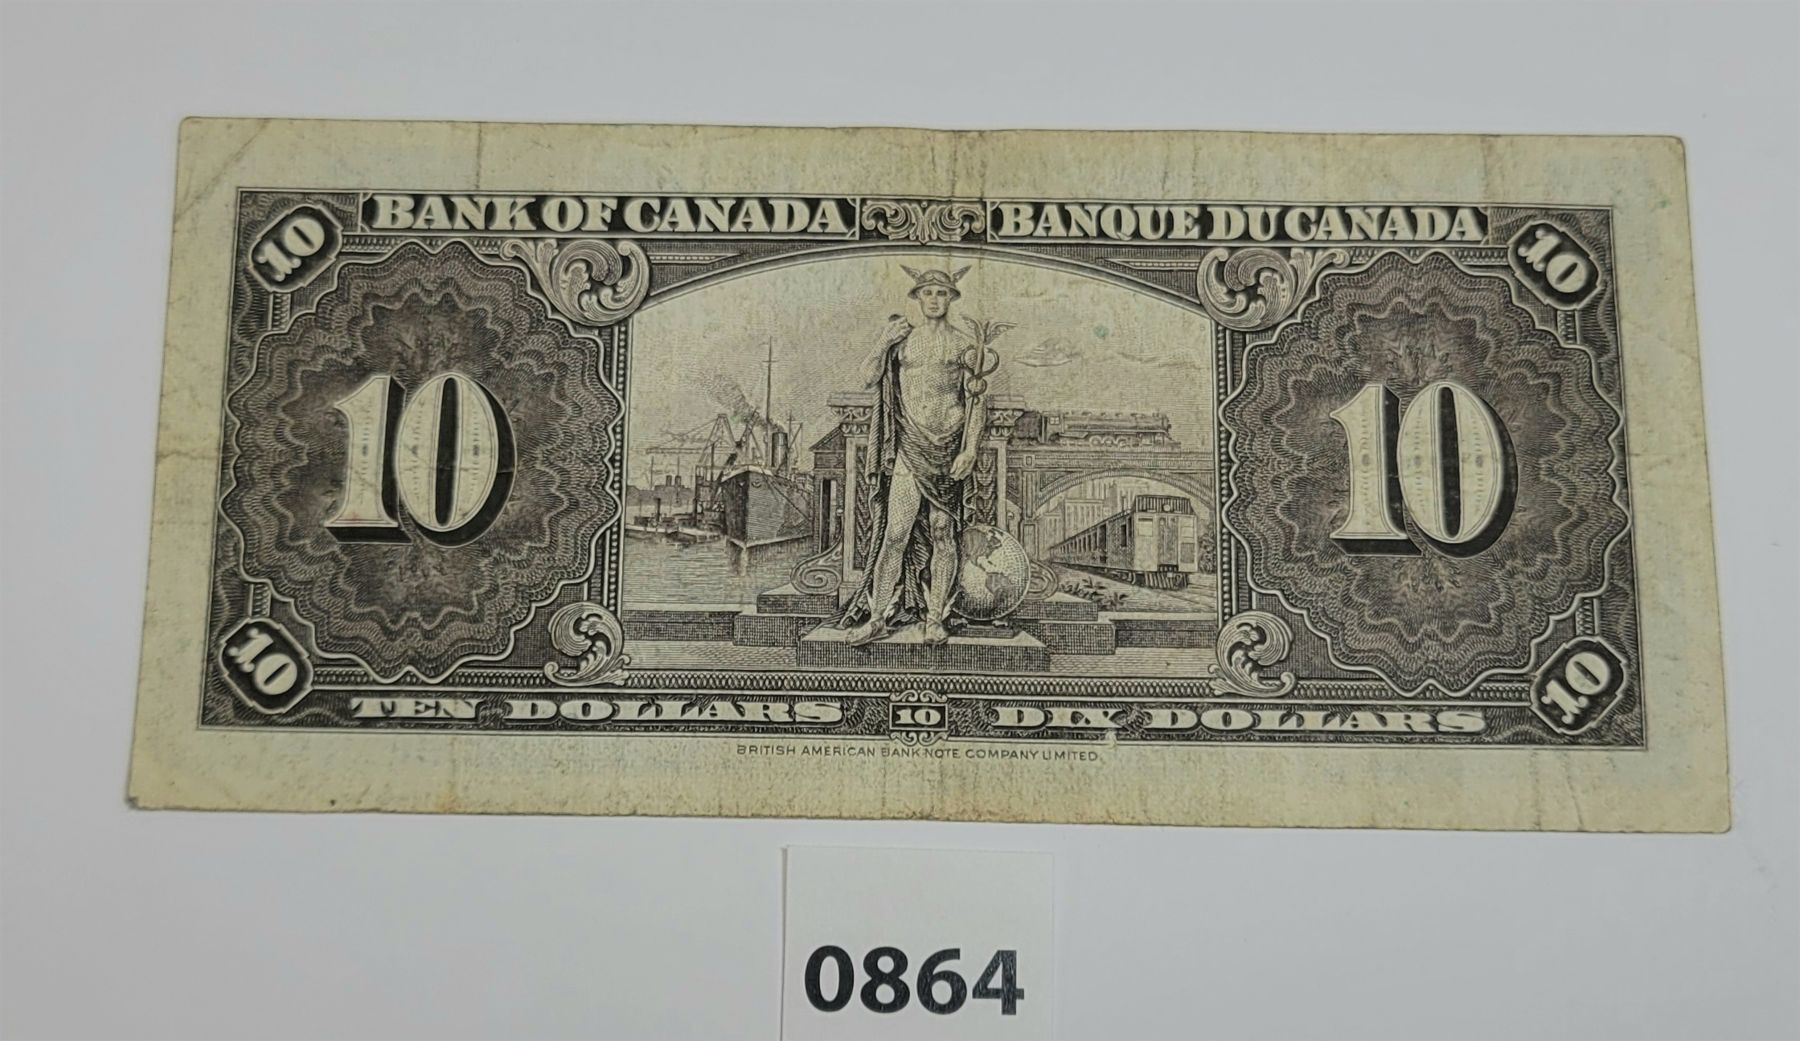 10 BANK OF CANADA BANQUE DU CANADA 10
10 10
10 TEN DOLLARS 10 DIX DOLLARS 10
BRITISH AMERICAN BANK NOTE COMPANY LIMITED
0864